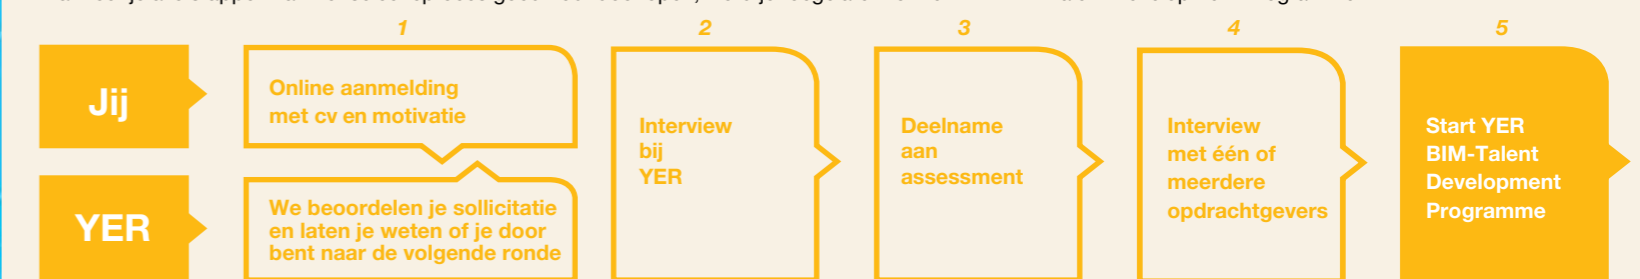 1
2
3
4
5
Jij
Online aanmelding
met cv en motivatie
YER
We beoordelen je sollicitatie
en laten je weten of je door
bent naar de volgende ronde
Interview
bij
YER
Deelname
aan
assessment
Interview
met één of
meerdere
opdrachtgevers
Start YER
BIM-Talent
Development
Programme